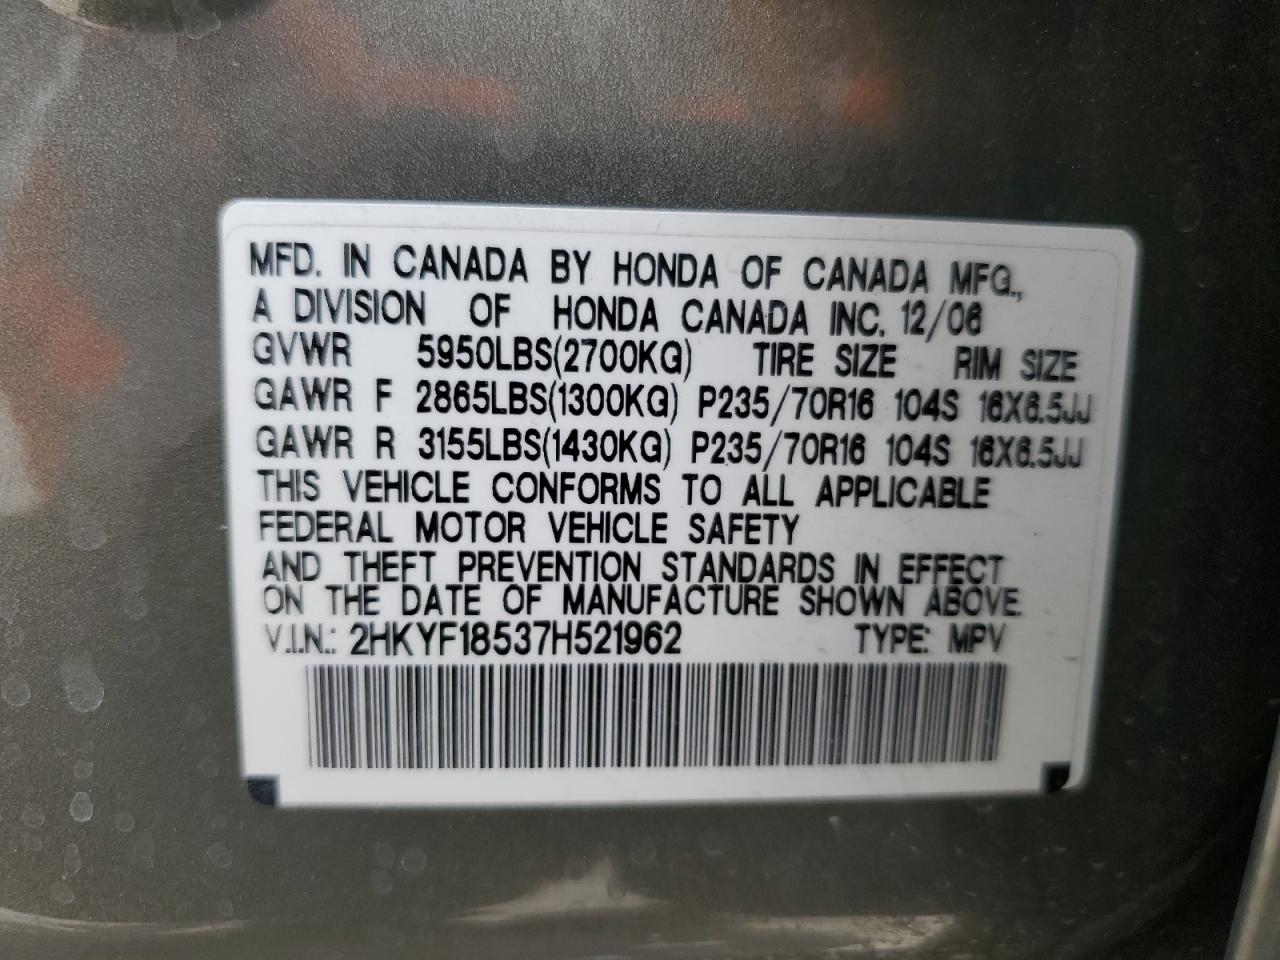 MFD. IN CANADA BY HONDA OF CANADA MFG.,
A DIVISION OF HONDA CANADA INC. 12/06
GVWR 5950LBS(2700KG) TIRE SIZE RIM SIZE
GAWR F 2865LBS(1300KG) P235/70R16 104S 16X6.5JJ
GAWR R 3155LBS(1430KG) P235/70R16 104S 16X6.5JJ
THIS VEHICLE CONFORMS TO ALL APPLICABLE
FEDERAL MOTOR VEHICLE SAFETY
AND THEFT PREVENTION STANDARDS IN EFFECT
ON THE DATE OF MANUFACTURE SHOWN ABOVE.
V.I.N.: 2HKYF18537H521962 TYPE: MPV